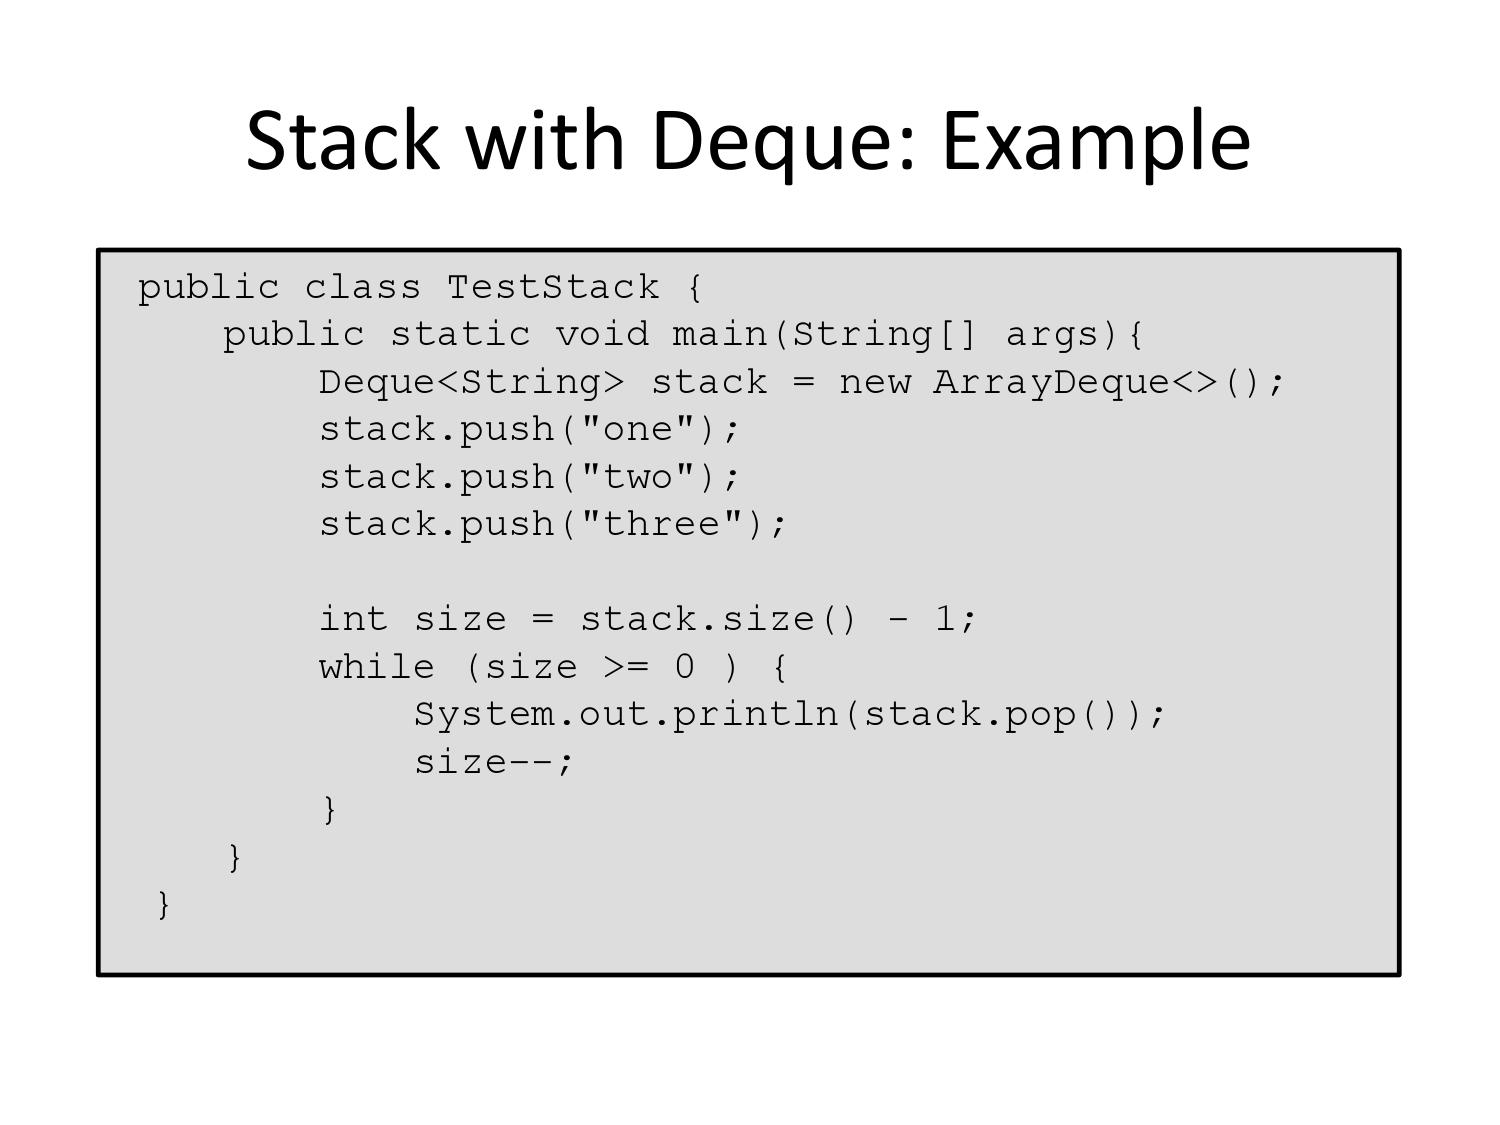 Stack with Deque: Example
public class TestStack {
    public static void main(String[] args){
        Deque<String> stack = new ArrayDeque<>();
        stack.push("one");
        stack.push("two");
        stack.push("three");

        int size = stack.size() - 1;
        while (size >= 0 ) {
            System.out.println(stack.pop());
            size--;
        }
    }
 }